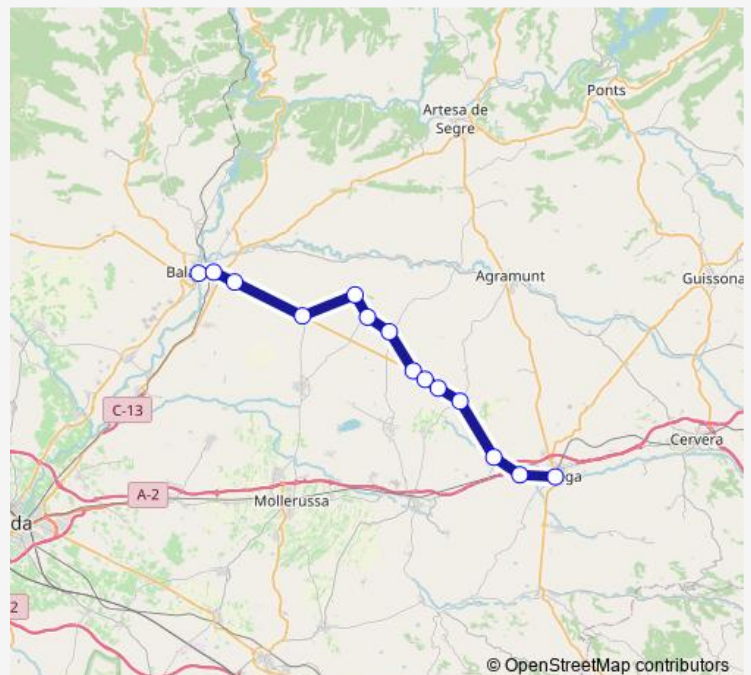 Ponts
Artesa de
Segre
Bal
Agramunt
Guissona
C-13
Cervera
A-2
Mollerussa
ga
da
2
© OpenStreetMap contributors